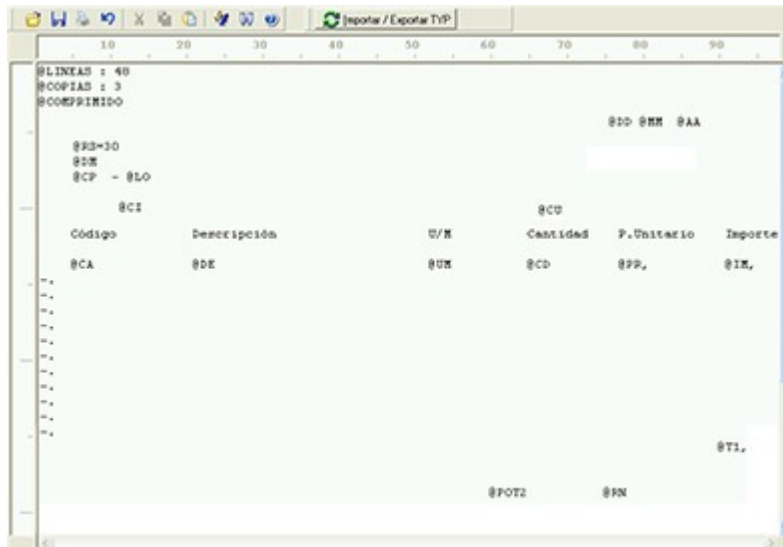 Importar / Exportar TYP
10 20 30 40 50 60 70 80 90
@LINEAS : 48
@COPIAS : 3
@COMPRIMIDO
@DD @MM @AA
@RS=30
@DM
@CP - @LO
@CI @CU
Código Descripción U/M Cantidad P.Unitario Importe
@CA @DE @UM @CD @PR, @IM,
-.
-.
-.
-.
-.
-.
-.
-.
-.
-.
-.
@T1,
@POT2 @RN